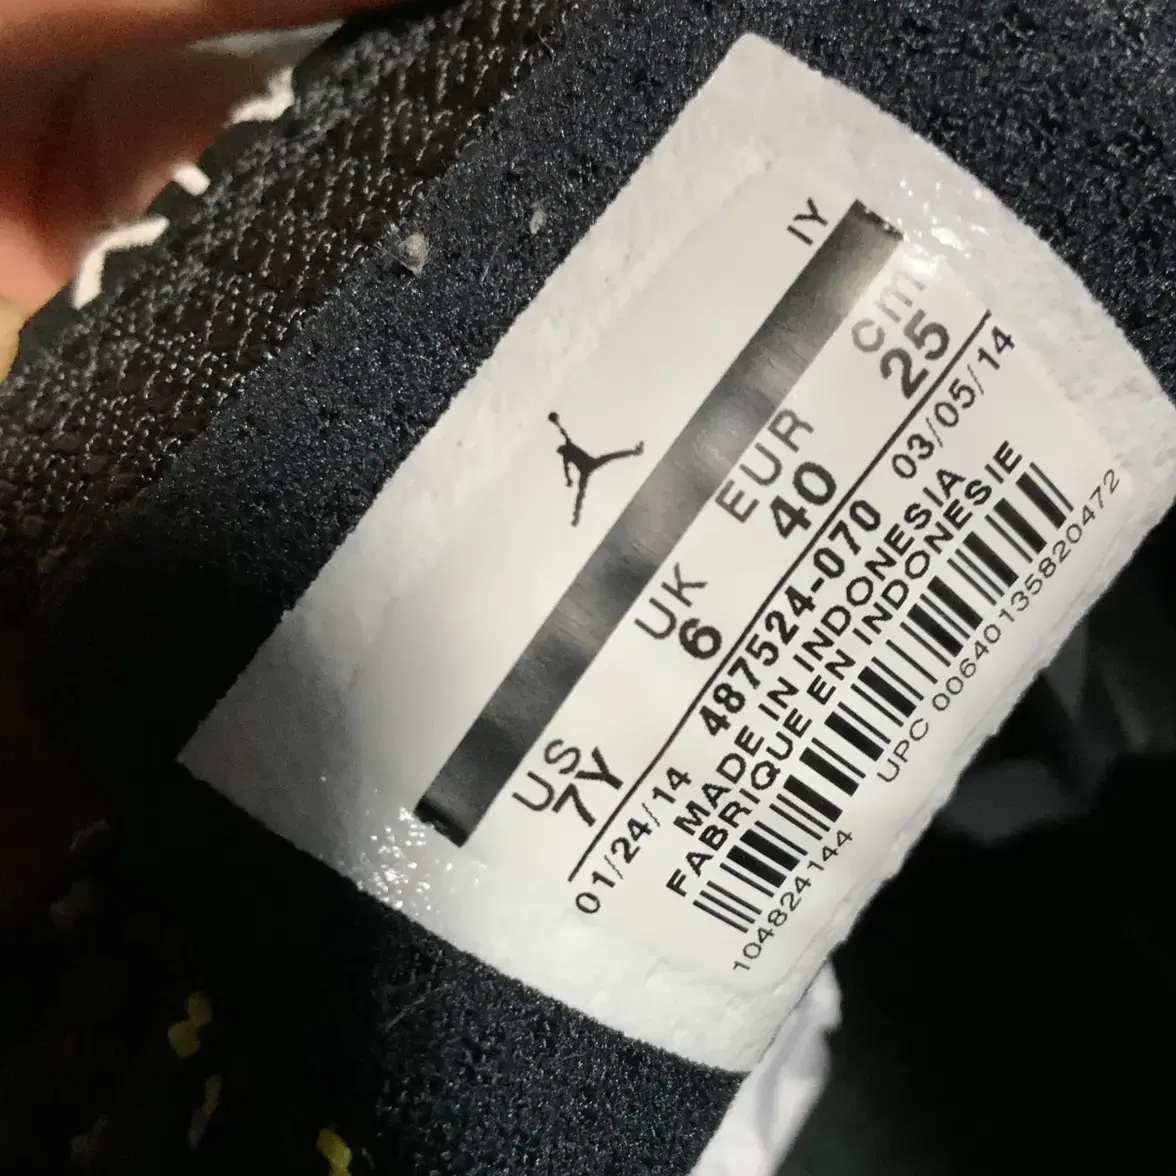 IY
US UK EUR cm
7Y 6 40 25
01/24/14 487524-070 03/05/14
MADE IN INDONESIA
FABRIQUE EN INDONESIE
104824144 UPC 00640135820472